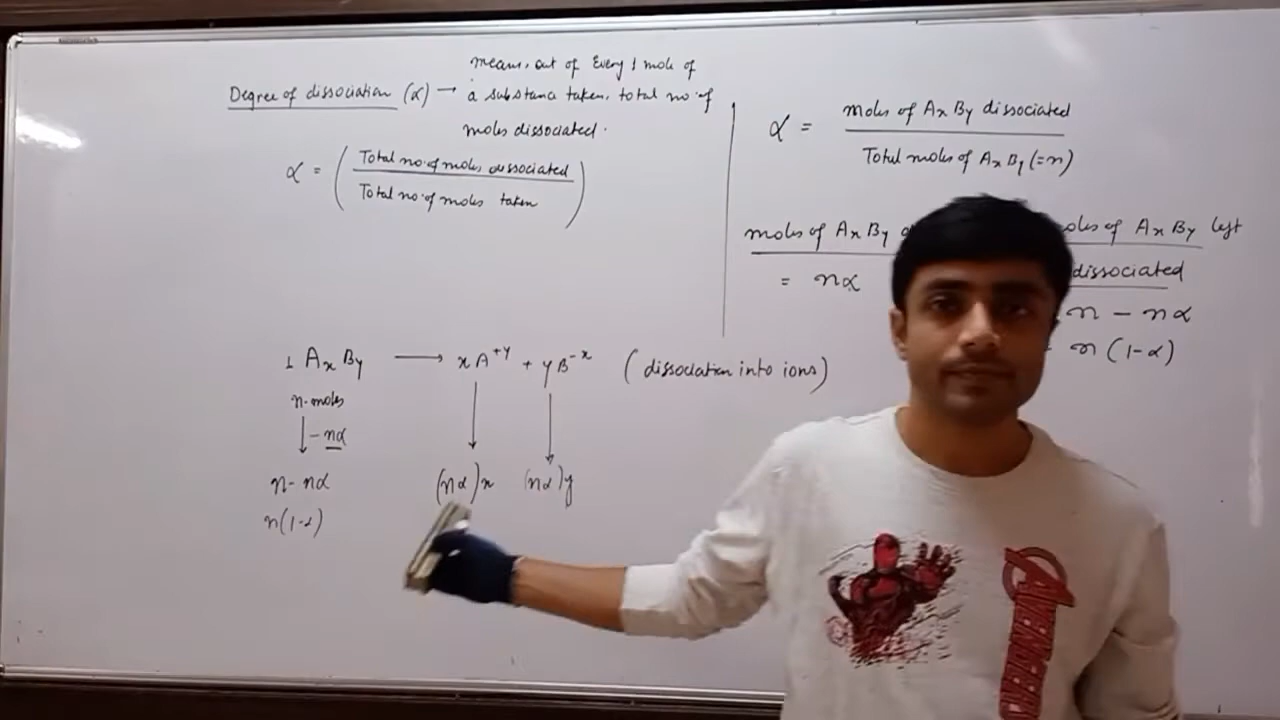 means, out of Every 1 mole of
Degree of dissociation (α) → a substance taken, total no. of
moles dissociated.
α = ( Total no. of moles dissociated
Total no. of moles taken )
1 AxBy → xA⁺ʸ + yB⁻ˣ (dissociation into ions)
n-moles
- nα
n - nα (nα)x (nα)y
n(1-α)
α = moles of AxBy dissociated
Total moles of AxBy (=n)
moles of AxBy
= nα
oles of AxBy left
dissociated
n - nα
n(1-α)
AVENGERS